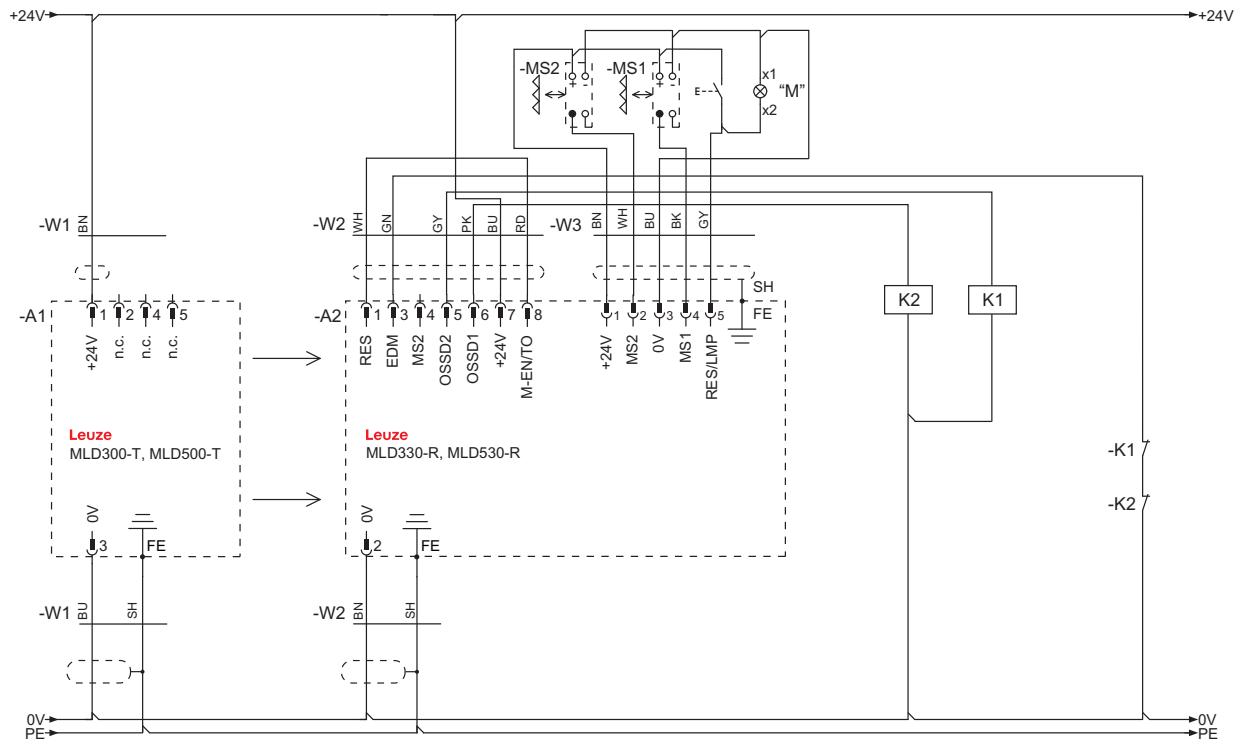 +24V +24V
-MS2 -MS1 x1 "M" x2
+ - + -
E
-W1 BN
-W2 WH GN GY PK BU RD
-W3 BN WH BU BK GY
SH
FE
K2 K1
-A1 1 2 4 5
+24V n.c. n.c. n.c.
-A2 1 3 4 5 6 7 8
RES EDM MS2 OSSD2 OSSD1 +24V M-EN/TO
1 2 3 4 5
+24V MS2 0V MS1 RES/LMP
Leuze
MLD300-T, MLD500-T
Leuze
MLD330-R, MLD530-R
-K1
-K2
0V 3 FE
0V 2 FE
-W1 BU SH
-W2 BN SH
0V 0V
PE PE